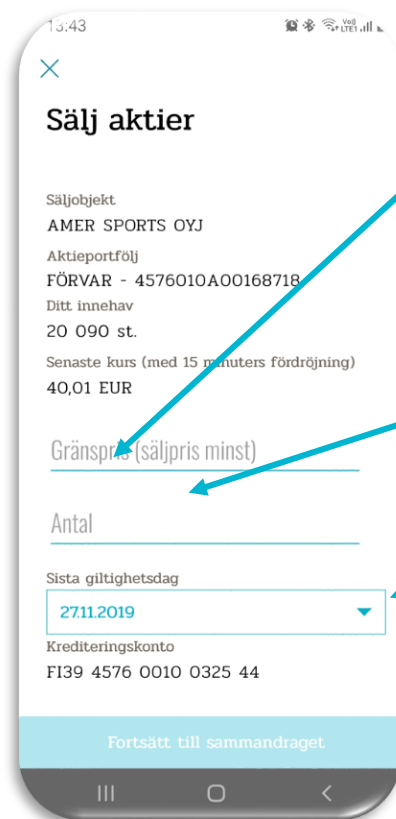 13:43
Sälj aktier
Säljobjekt
AMER SPORTS OYJ
Aktieportfölj
FÖRVAR - 4576010A00168718
Ditt innehav
20 090 st.
Senaste kurs (med 15 minuters fördröjning)
40,01 EUR
Gränspris (säljpris minst)
Antal
Sista giltighetsdag
27.11.2019
Krediteringskonto
FI39 4576 0010 0325 44
Fortsätt till sammandraget